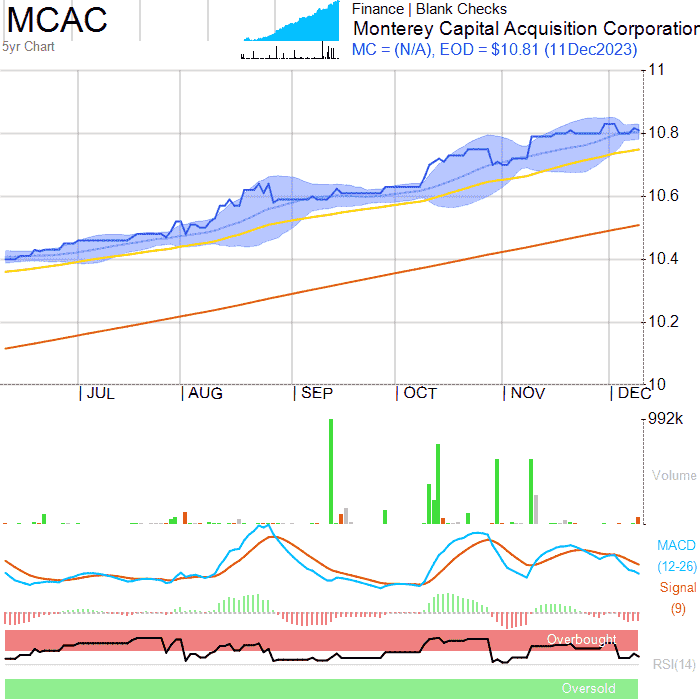 MCAC
5yr Chart
Finance | Blank Checks
Monterey Capital Acquisition Corporation
MC = (N/A), EOD = $10.81 (11Dec2023)
11
10.8
10.6
10.4
10.2
10
JUL AUG SEP OCT NOV DEC
992k
Volume
MACD
(12-26)
Signal
(9)
Overbought
RSI(14)
Oversold